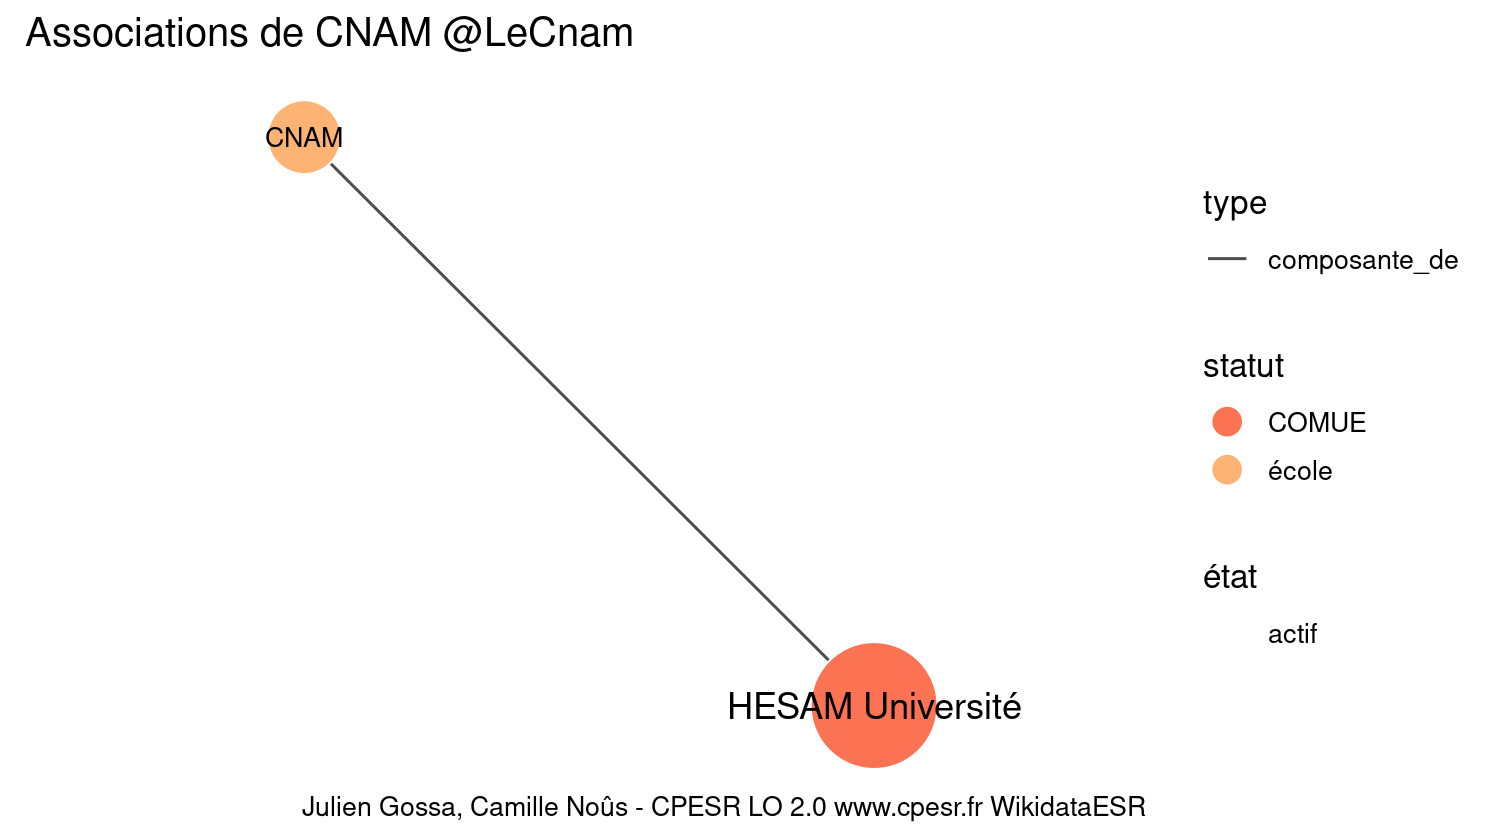 Associations de CNAM @LeCnam
CNAM
type
composante_de
statut
COMUE
école
état
actif
HESAM Université
Julien Gossa, Camille Noûs - CPESR LO 2.0 www.cpesr.fr WikidataESR